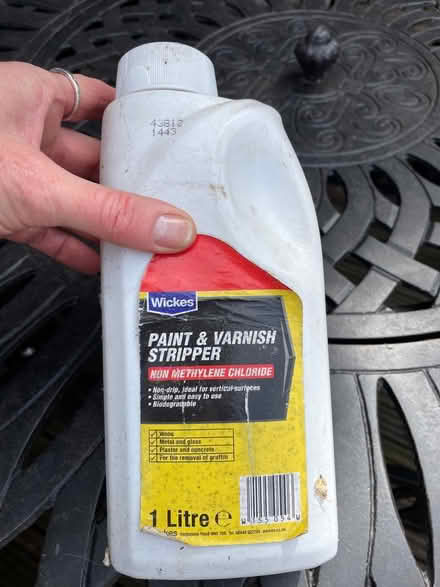 43812
1443
Wickes
PAINT & VARNISH
STRIPPER
NON METHYLENE CHLORIDE
• Non-drip, ideal for vertical surfaces
• Simple and easy to use
• Biodegradable
Wood
Metal and glass
Plaster and concrete
For the removal of graffiti
1 Litre e